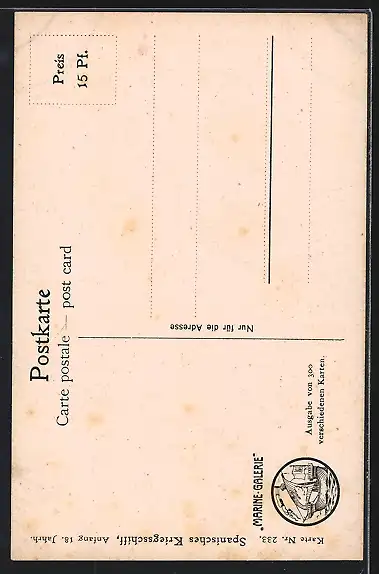 Postkarte
Carte postale — post card
Preis
15 Pf.
Nur für die Adresse
Ausgabe von 300
verschiedenen Karten.
„MARINE-GALERIE“
Karte Nr. 233. Spanisches Kriegsschiff, Anfang 18. Jahrh.